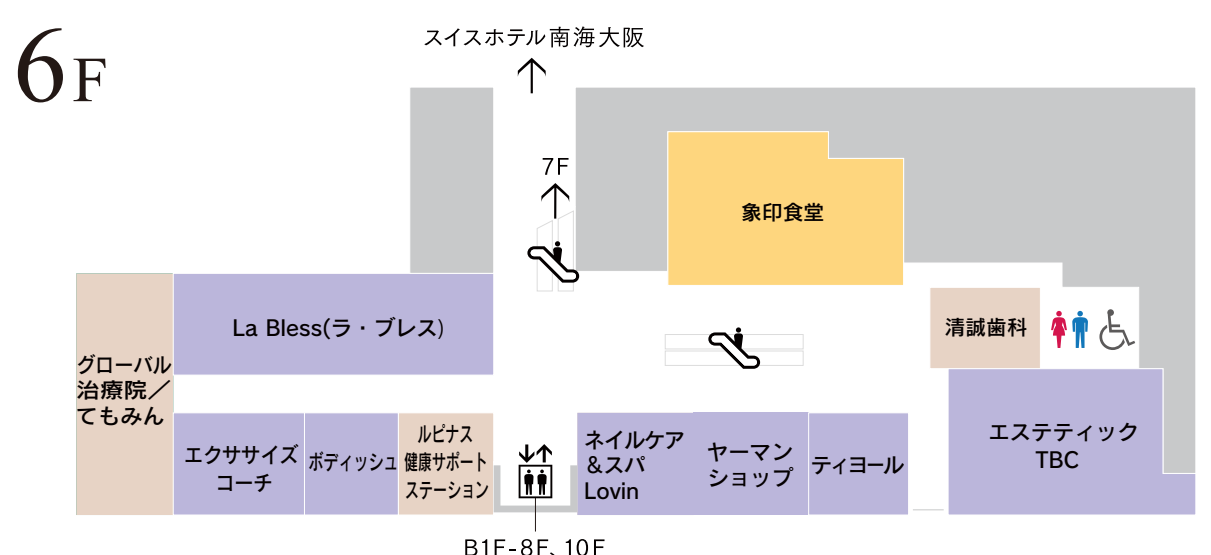 6F
スイスホテル南海大阪
7F
象印食堂
La Bless(ラ・ブレス)
清誠歯科
グローバル
治療院／
てもみん
エクササイズ
コーチ
ボディッシュ
ルピナス
健康サポート
ステーション
ネイルケア
&スパ
Lovin
ヤーマン
ショップ
ティヨール
エステティック
TBC
B1F-8F、10F